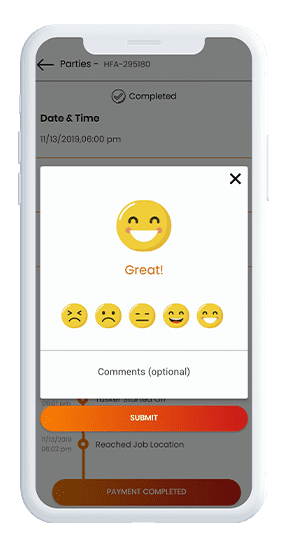 Parties - HFA-295180
Completed
Date & Time
11/13/2019,06:00 pm
Great!
Comments (optional)
Tusker Started Off
06:01 pm
SUBMIT
11/13/2019
06:02 pm
Reached Job Location
PAYMENT COMPLETED